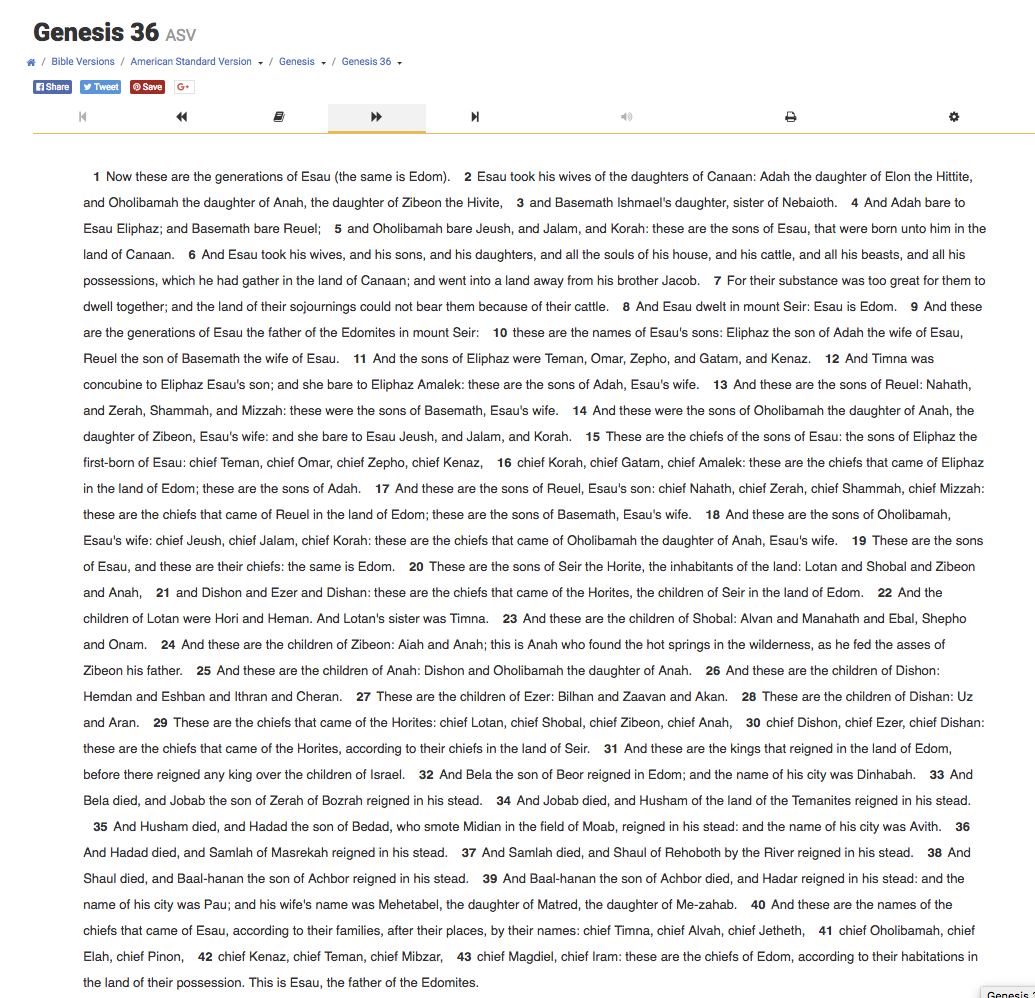 Genesis 36 ASV
/ Bible Versions / American Standard Version / Genesis / Genesis 36
Share Tweet Save G+
1 Now these are the generations of Esau (the same is Edom). 2 Esau took his wives of the daughters of Canaan: Adah the daughter of Elon the Hittite,
and Oholibamah the daughter of Anah, the daughter of Zibeon the Hivite, 3 and Basemath Ishmael's daughter, sister of Nebaioth. 4 And Adah bare to
Esau Eliphaz; and Basemath bare Reuel; 5 and Oholibamah bare Jeush, and Jalam, and Korah: these are the sons of Esau, that were born unto him in the
land of Canaan. 6 And Esau took his wives, and his sons, and his daughters, and all the souls of his house, and his cattle, and all his beasts, and all his
possessions, which he had gather in the land of Canaan; and went into a land away from his brother Jacob. 7 For their substance was too great for them to
dwell together; and the land of their sojournings could not bear them because of their cattle. 8 And Esau dwelt in mount Seir: Esau is Edom. 9 And these
are the generations of Esau the father of the Edomites in mount Seir: 10 these are the names of Esau's sons: Eliphaz the son of Adah the wife of Esau,
Reuel the son of Basemath the wife of Esau. 11 And the sons of Eliphaz were Teman, Omar, Zepho, and Gatam, and Kenaz. 12 And Timna was
concubine to Eliphaz Esau's son; and she bare to Eliphaz Amalek: these are the sons of Adah, Esau's wife. 13 And these are the sons of Reuel: Nahath,
and Zerah, Shammah, and Mizzah: these were the sons of Basemath, Esau's wife. 14 And these were the sons of Oholibamah the daughter of Anah, the
daughter of Zibeon, Esau's wife: and she bare to Esau Jeush, and Jalam, and Korah. 15 These are the chiefs of the sons of Esau: the sons of Eliphaz the
first-born of Esau: chief Teman, chief Omar, chief Zepho, chief Kenaz, 16 chief Korah, chief Gatam, chief Amalek: these are the chiefs that came of Eliphaz
in the land of Edom; these are the sons of Adah. 17 And these are the sons of Reuel, Esau's son: chief Nahath, chief Zerah, chief Shammah, chief Mizzah:
these are the chiefs that came of Reuel in the land of Edom; these are the sons of Basemath, Esau's wife. 18 And these are the sons of Oholibamah,
Esau's wife: chief Jeush, chief Jalam, chief Korah: these are the chiefs that came of Oholibamah the daughter of Anah, Esau's wife. 19 These are the sons
of Esau, and these are their chiefs: the same is Edom. 20 These are the sons of Seir the Horite, the inhabitants of the land: Lotan and Shobal and Zibeon
and Anah, 21 and Dishon and Ezer and Dishan: these are the chiefs that came of the Horites, the children of Seir in the land of Edom. 22 And the
children of Lotan were Hori and Heman. And Lotan's sister was Timna. 23 And these are the children of Shobal: Alvan and Manahath and Ebal, Shepho
and Onam. 24 And these are the children of Zibeon: Aiah and Anah; this is Anah who found the hot springs in the wilderness, as he fed the asses of
Zibeon his father. 25 And these are the children of Anah: Dishon and Oholibamah the daughter of Anah. 26 And these are the children of Dishon:
Hemdan and Eshban and Ithran and Cheran. 27 These are the children of Ezer: Bilhan and Zaavan and Akan. 28 These are the children of Dishan: Uz
and Aran. 29 These are the chiefs that came of the Horites: chief Lotan, chief Shobal, chief Zibeon, chief Anah, 30 chief Dishon, chief Ezer, chief Dishan:
these are the chiefs that came of the Horites, according to their chiefs in the land of Seir. 31 And these are the kings that reigned in the land of Edom,
before there reigned any king over the children of Israel. 32 And Bela the son of Beor reigned in Edom; and the name of his city was Dinhabah. 33 And
Bela died, and Jobab the son of Zerah of Bozrah reigned in his stead. 34 And Jobab died, and Husham of the land of the Temanites reigned in his stead.
35 And Husham died, and Hadad the son of Bedad, who smote Midian in the field of Moab, reigned in his stead: and the name of his city was Avith. 36
And Hadad died, and Samlah of Masrekah reigned in his stead. 37 And Samlah died, and Shaul of Rehoboth by the River reigned in his stead. 38 And
Shaul died, and Baal-hanan the son of Achbor reigned in his stead. 39 And Baal-hanan the son of Achbor died, and Hadar reigned in his stead: and the
name of his city was Pau; and his wife's name was Mehetabel, the daughter of Matred, the daughter of Me-zahab. 40 And these are the names of the
chiefs that came of Esau, according to their families, after their places, by their names: chief Timna, chief Alvah, chief Jetheth, 41 chief Oholibamah, chief
Elah, chief Pinon, 42 chief Kenaz, chief Teman, chief Mibzar, 43 chief Magdiel, chief Iram: these are the chiefs of Edom, according to their habitations in
the land of their possession. This is Esau, the father of the Edomites.
Genesis